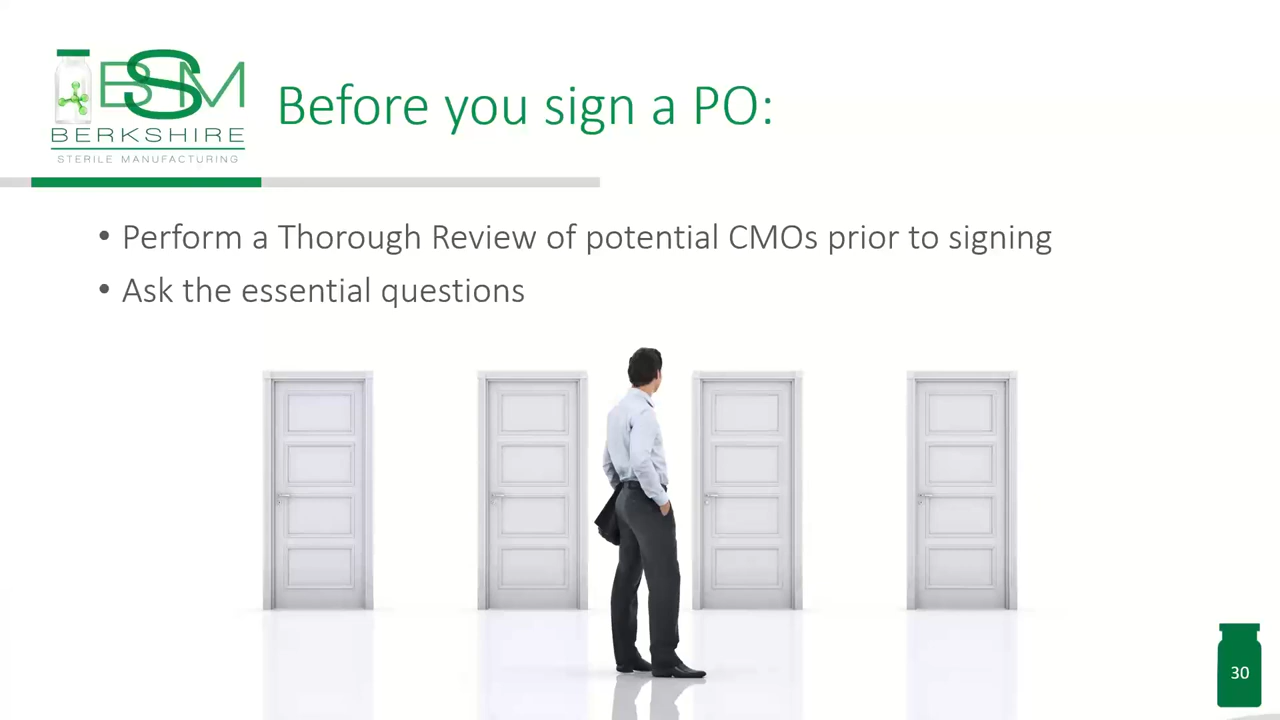 BSM
BERKSHIRE
STERILE MANUFACTURING
Before you sign a PO:
• Perform a Thorough Review of potential CMOs prior to signing
• Ask the essential questions
30